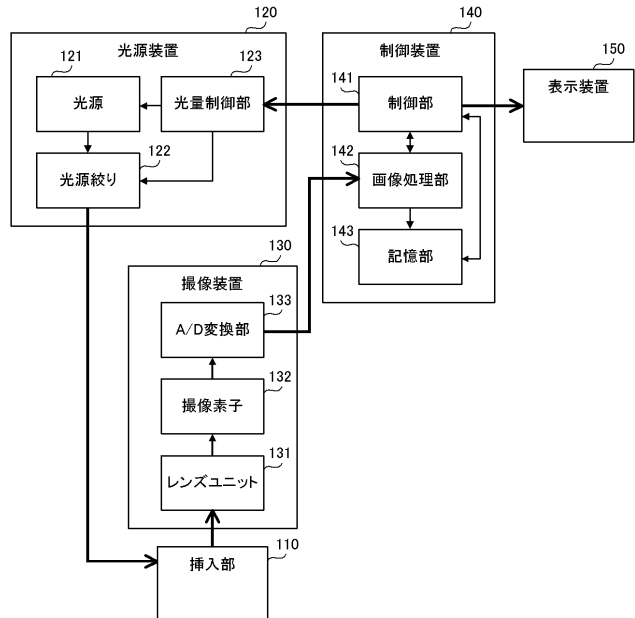 120
光源装置
121
光源
123
光量制御部
122
光源絞り
140
制御装置
141
制御部
142
画像処理部
143
記憶部
150
表示装置
130
撮像装置
133
A/D変換部
132
撮像素子
131
レンズユニット
110
挿入部